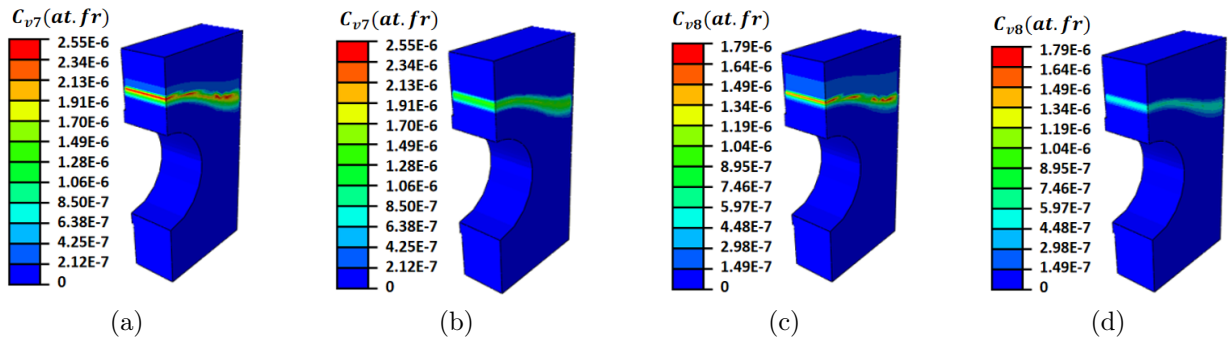 C_{v7}(at.fr)
2.55E-6
2.34E-6
2.13E-6
1.91E-6
1.70E-6
1.49E-6
1.28E-6
1.06E-6
8.50E-7
6.38E-7
4.25E-7
2.12E-7
0
(a)
C_{v7}(at.fr)
2.55E-6
2.34E-6
2.13E-6
1.91E-6
1.70E-6
1.49E-6
1.28E-6
1.06E-6
8.50E-7
6.38E-7
4.25E-7
2.12E-7
0
(b)
C_{v8}(at.fr)
1.79E-6
1.64E-6
1.49E-6
1.34E-6
1.19E-6
1.04E-6
8.95E-7
7.46E-7
5.97E-7
4.48E-7
2.98E-7
1.49E-7
0
(c)
C_{v8}(at.fr)
1.79E-6
1.64E-6
1.49E-6
1.34E-6
1.19E-6
1.04E-6
8.95E-7
7.46E-7
5.97E-7
4.48E-7
2.98E-7
1.49E-7
0
(d)